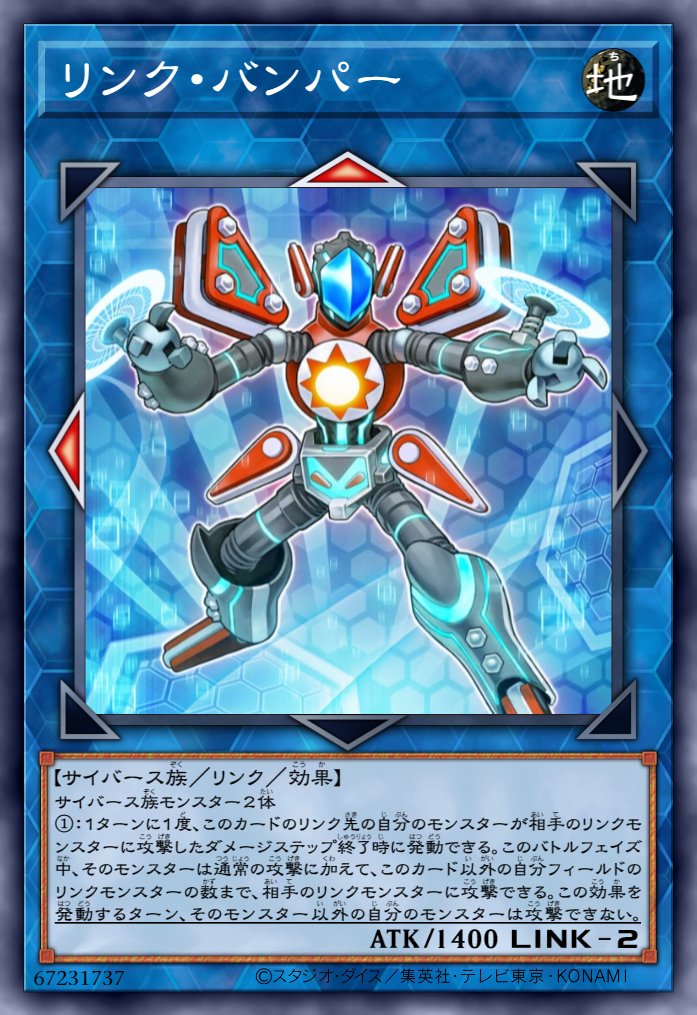 リンク・バンパー
地
【サイバース族／リンク／効果】
サイバース族モンスター２体
①：１ターンに１度、このカードのリンク先の自分のモンスターが相手のリンクモ
ンスターに攻撃したダメージステップ終了時に発動できる。このバトルフェイズ
中、そのモンスターは通常の攻撃に加えて、このカード以外の自分フィールドの
リンクモンスターの数まで、相手のリンクモンスターに攻撃できる。この効果を
発動するターン、そのモンスター以外の自分のモンスターは攻撃できない。
ATK/1400 LINK-2
67231737 ©スタジオ・ダイス／集英社・テレビ東京・KONAMI